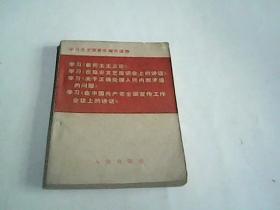 学习毛主席著作辅导读物
学习《新民主主义论》
学习《在延安文艺座谈会上的讲话》
学习《关于正确处理人民内部矛盾
的问题》
学习《在中国共产党全国宣传工作
会议上的讲话》
人民出版社